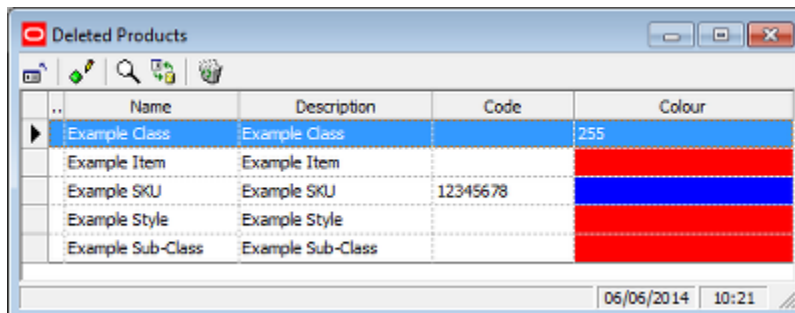 Deleted Products
.. Name Description Code Colour
Example Class Example Class 255
Example Item Example Item
Example SKU Example SKU 12345678
Example Style Example Style
Example Sub-Class Example Sub-Class
06/06/2014 10:21